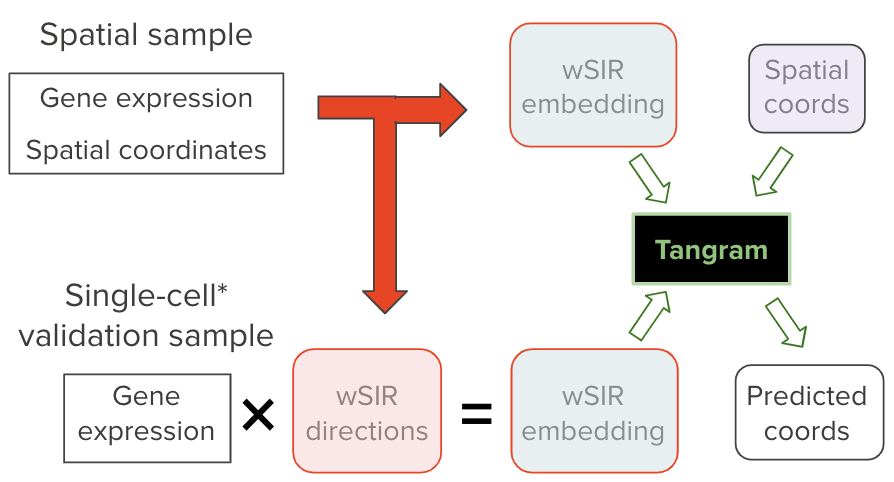 Spatial sample
Gene expression
Spatial coordinates
wSIR
embedding
Spatial
coords
Tangram
Single-cell*
validation sample
Gene
expression
×
wSIR
directions
=
wSIR
embedding
Predicted
coords